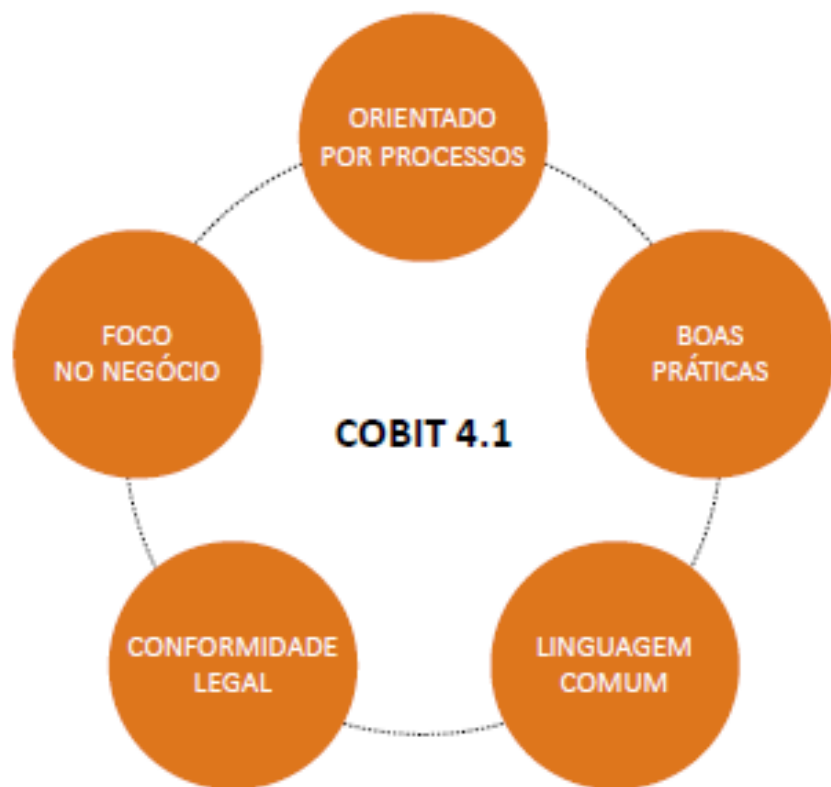 ORIENTADO
POR PROCESSOS
FOCO
NO NEGÓCIO
BOAS
PRÁTICAS
COBIT 4.1
CONFORMIDADE
LEGAL
LINGUAGEM
COMUM